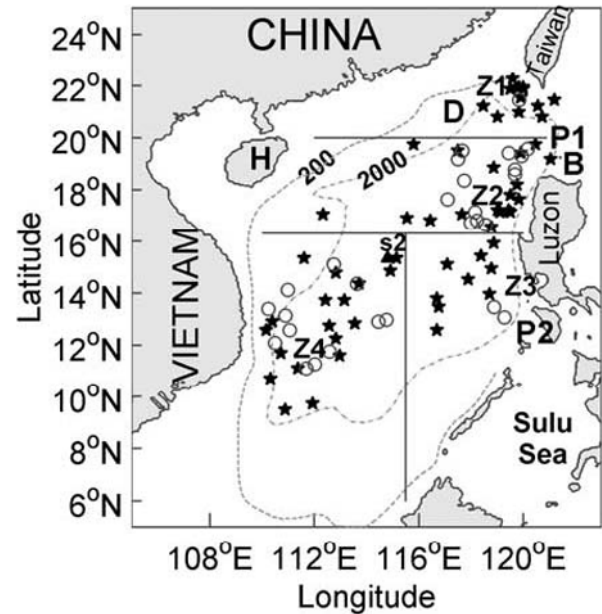 24°N
22°N
20°N
18°N
16°N
14°N
12°N
10°N
8°N
6°N
Latitude
CHINA
Taiwan
Z1
D
P1
H
200
2000
B
Z2
Luzon
VIETNAM
s2
Z3
Z4
P2
Sulu
Sea
108°E
112°E
116°E
120°E
Longitude